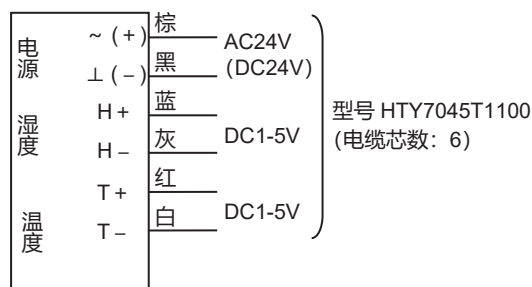 电源
~ (+) 棕
⊥ (−) 黑
AC24V
(DC24V)
湿度
H+ 蓝
H− 灰
DC1-5V
温度
T+ 红
T− 白
DC1-5V
型号 HTY7045T1100
(电缆芯数：6)